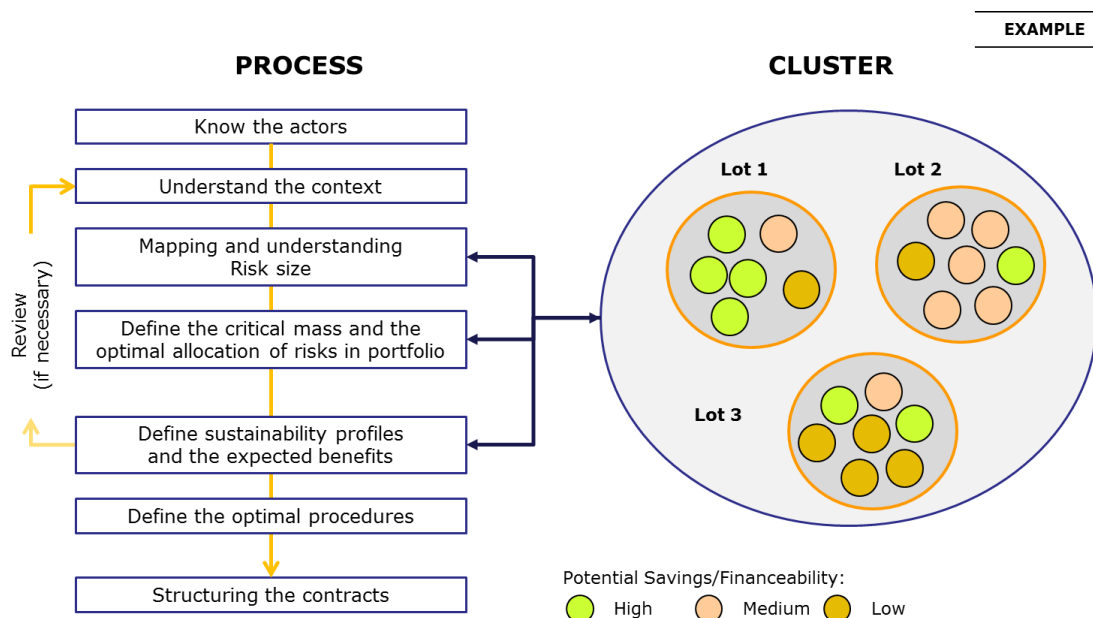 EXAMPLE
PROCESS
CLUSTER
Know the actors
Understand the context
Mapping and understanding
Risk size
Define the critical mass and the
optimal allocation of risks in portfolio
Define sustainability profiles
and the expected benefits
Define the optimal procedures
Structuring the contracts
Review
(if necessary)
Lot 1
Lot 2
Lot 3
Potential Savings/Financeability:
High
Medium
Low